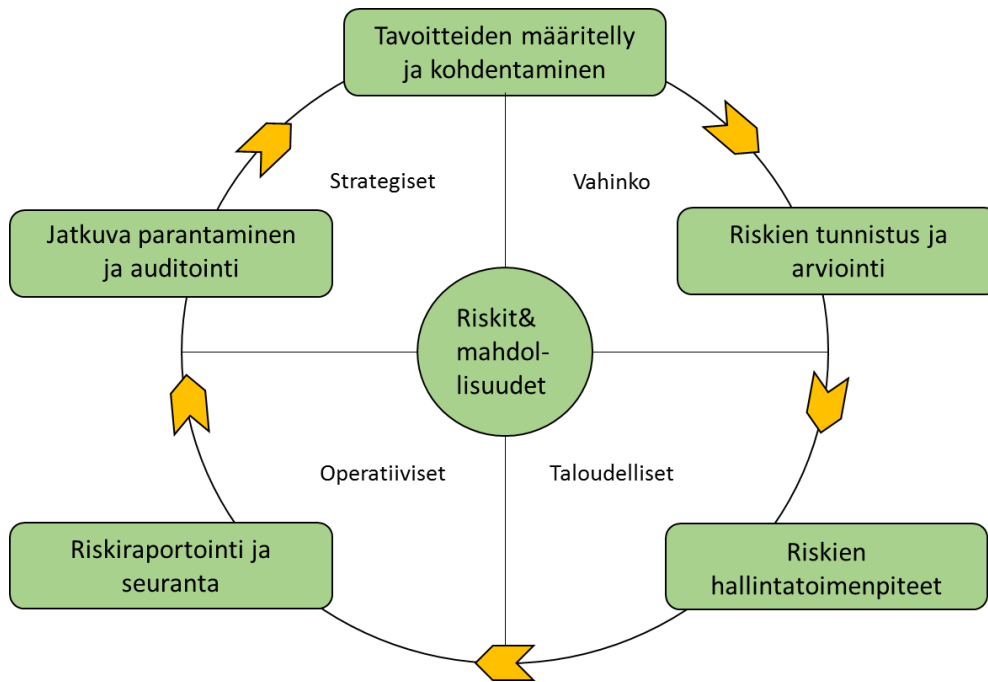 Tavoitteiden määritelly
ja kohdentaminen
Strategiset
Vahinko
Jatkuva parantaminen
ja auditointi
Riskien tunnistus ja
arviointi
Riskit&
mahdol-
lisuudet
Operatiiviset
Taloudelliset
Riskiraportointi ja
seuranta
Riskien
hallintatoimenpiteet